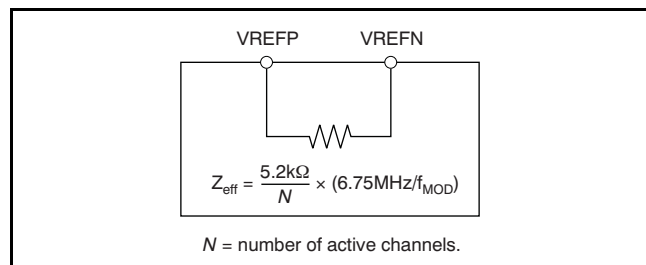 VREFP VREFN
Zeff = 5.2kΩ/N × (6.75MHz/fMOD)
N = number of active channels.